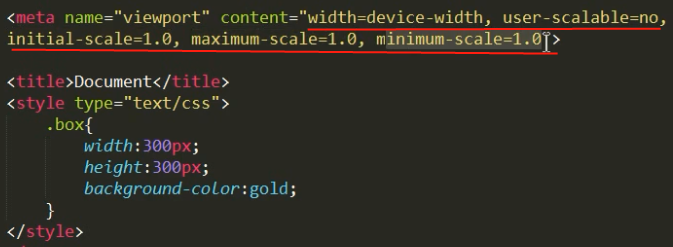 <meta name="viewport" content="width=device-width, user-scalable=no,
initial-scale=1.0, maximum-scale=1.0, minimum-scale=1.0">
<title>Document</title>
<style type="text/css">
.box{
width:300px;
height:300px;
background-color:gold;
}
</style>